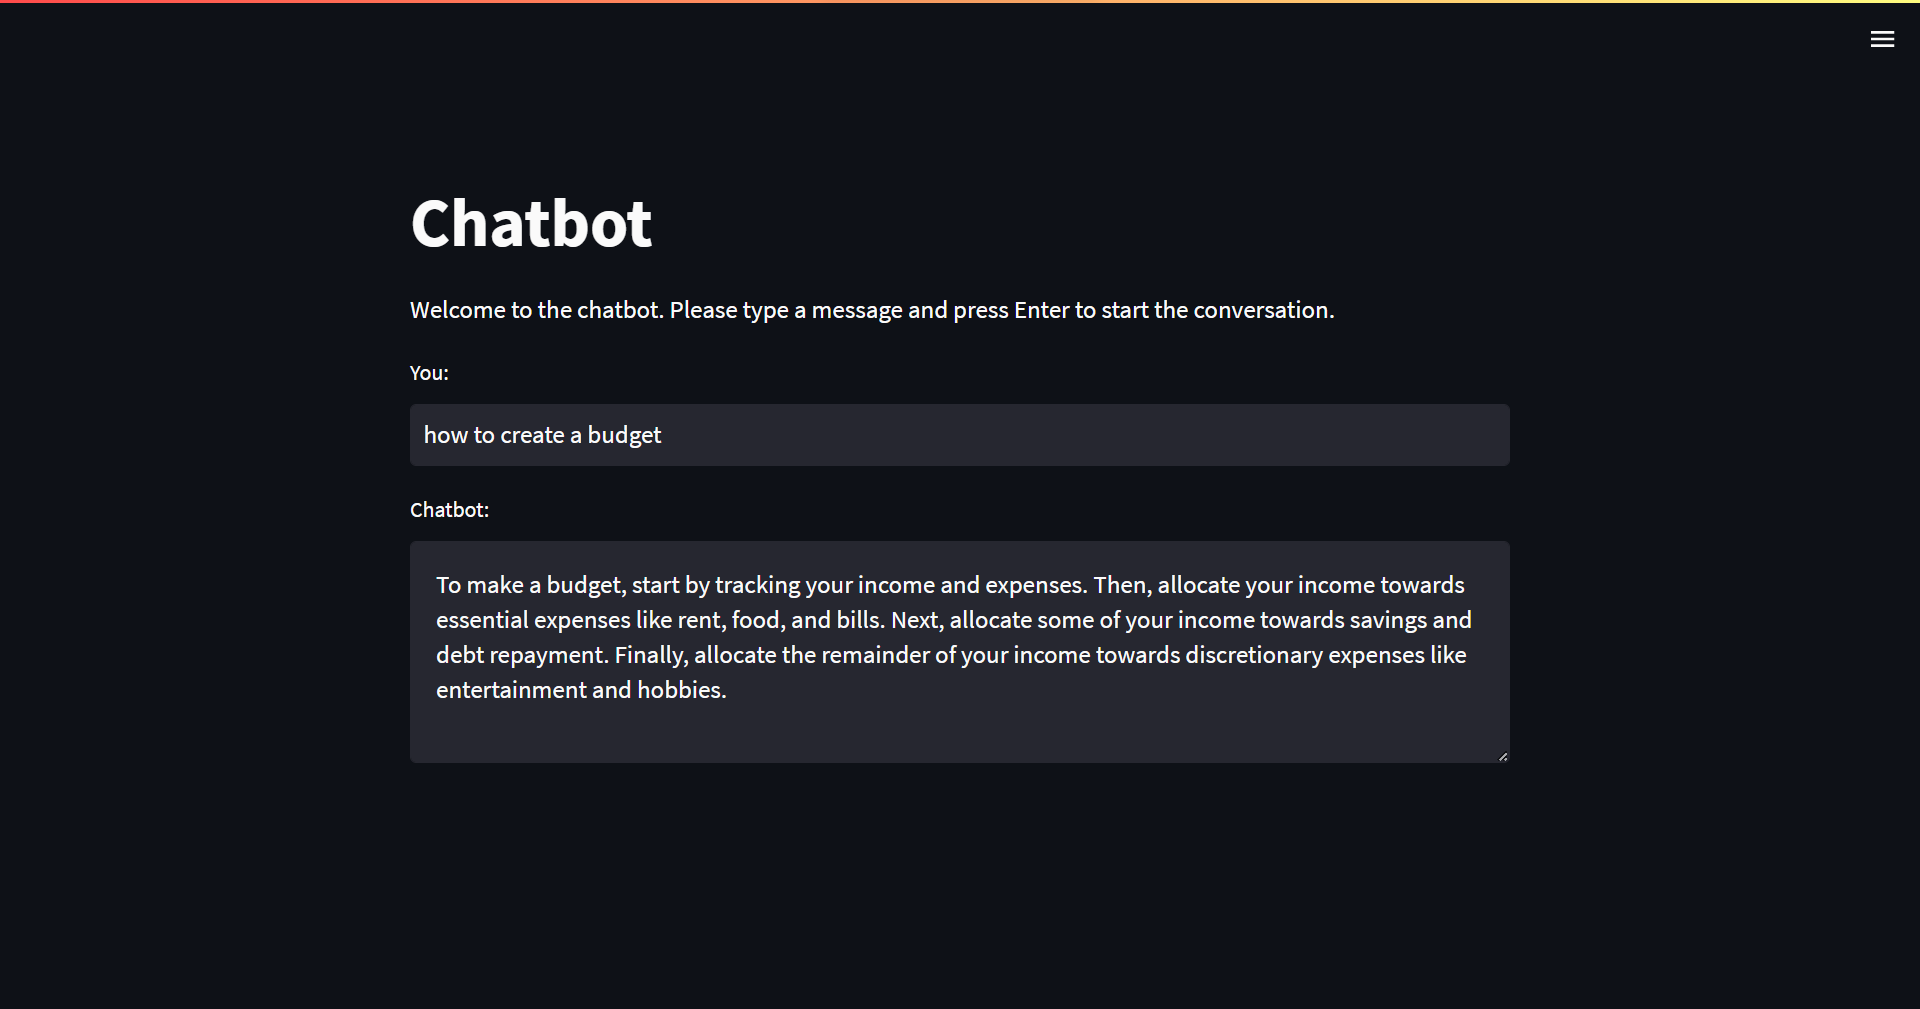 Chatbot
Welcome to the chatbot. Please type a message and press Enter to start the conversation.
You:
how to create a budget
Chatbot:
To make a budget, start by tracking your income and expenses. Then, allocate your income towards
essential expenses like rent, food, and bills. Next, allocate some of your income towards savings and
debt repayment. Finally, allocate the remainder of your income towards discretionary expenses like
entertainment and hobbies.